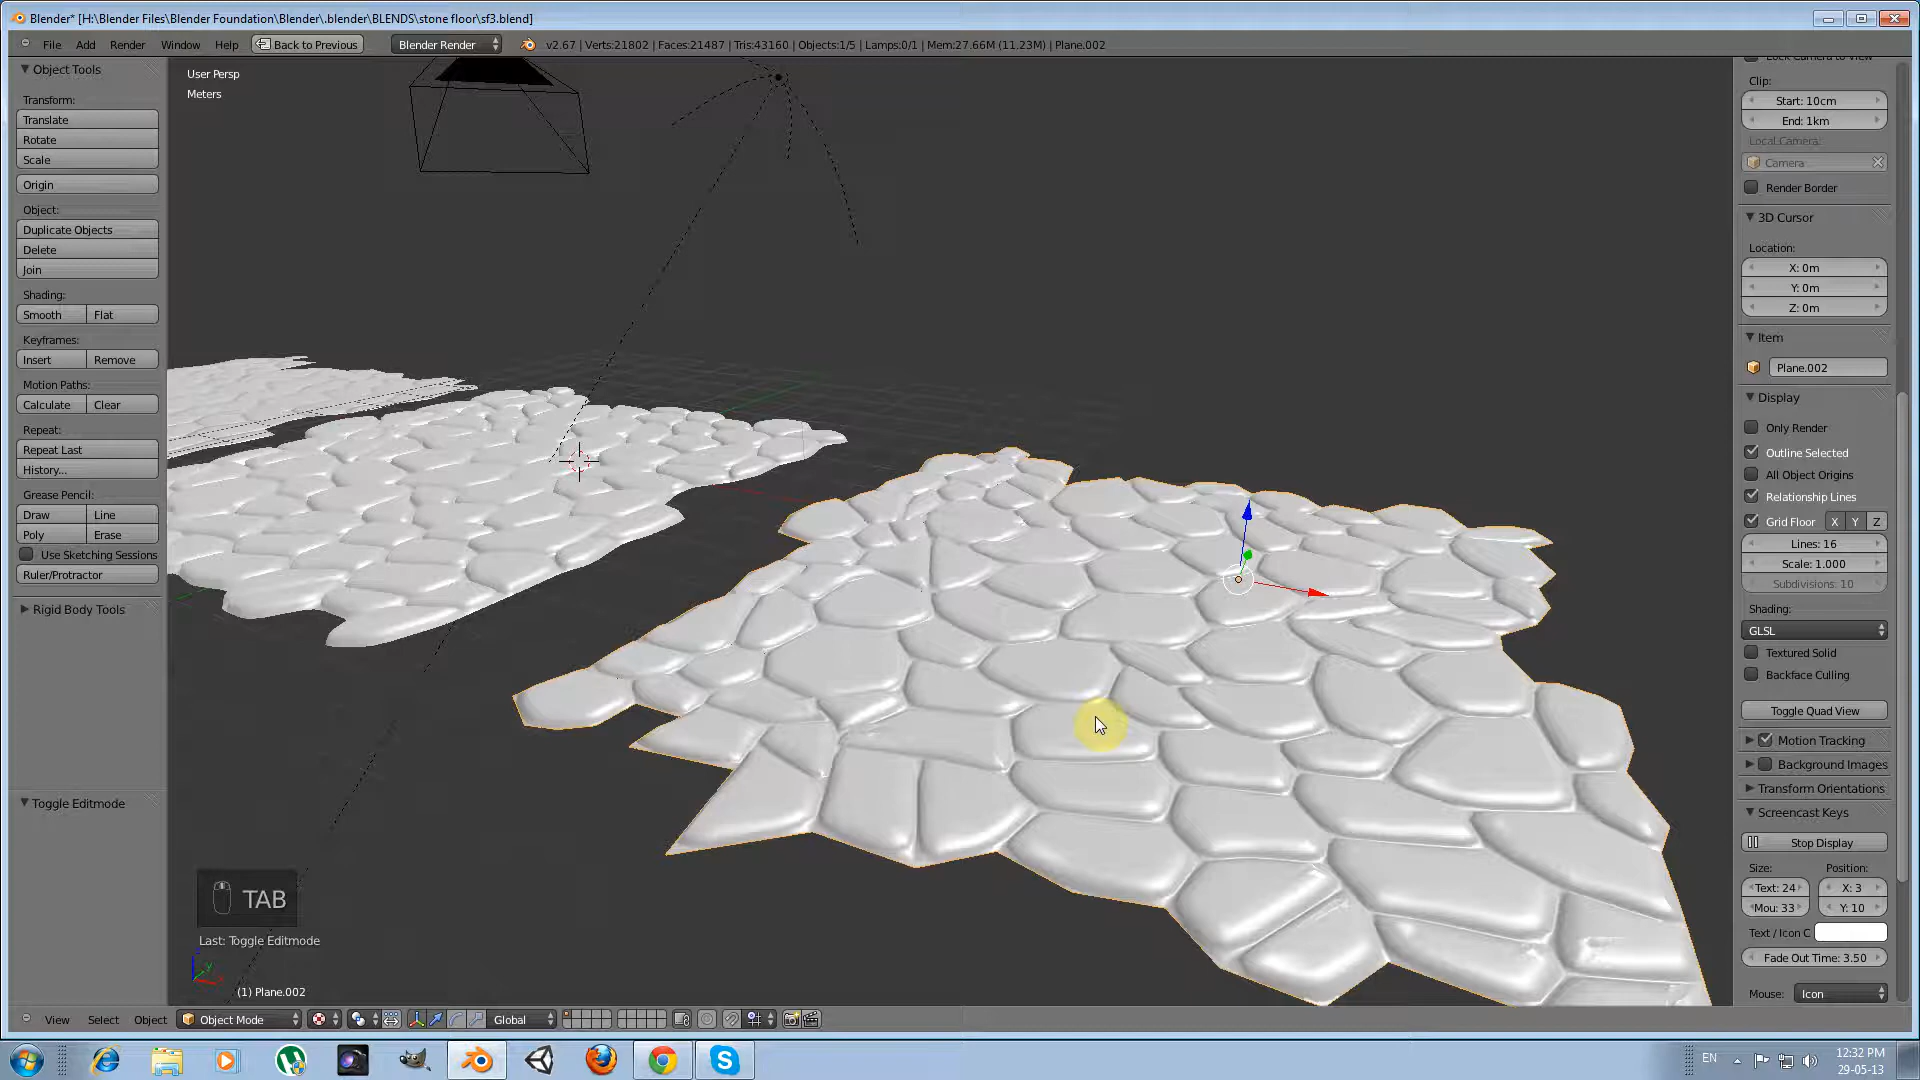 Blender* [H:\Blender Files\Blender Foundation\Blender\.blender\BLENDS\stone floor\sf3.blend]
File Add Render Window Help Back to Previous Blender Render v2.67 | Verts:21802 | Faces:21487 | Tris:43160 | Objects:1/5 | Lamps:0/1 | Mem:27.66M (11.23M) | Plane.002
Object Tools
Transform:
Translate
Rotate
Scale
Origin
Object:
Duplicate Objects
Delete
Join
Shading:
Smooth Flat
Keyframes:
Insert Remove
Motion Paths:
Calculate Clear
Repeat:
Repeat Last
History...
Grease Pencil:
Draw Line
Poly Erase
Use Sketching Sessions
Ruler/Protractor
Rigid Body Tools
Toggle Editmode
User Persp
Meters
TAB
Last: Toggle Editmode
(1) Plane.002
Lock Camera to View
Clip:
Start: 10cm
End: 1km
Local Camera:
Camera
Render Border
3D Cursor
Location:
X: 0m
Y: 0m
Z: 0m
Item
Plane.002
Display
Only Render
Outline Selected
All Object Origins
Relationship Lines
Grid Floor X Y Z
Lines: 16
Scale: 1.000
Subdivisions: 10
Shading:
GLSL
Textured Solid
Backface Culling
Toggle Quad View
Motion Tracking
Background Images
Transform Orientations
Screencast Keys
Stop Display
Size: Position:
Text: 24 X: 3
Mou: 33 Y: 10
Text / Icon C
Fade Out Time: 3.50
Mouse: Icon
View Select Object Object Mode Global
EN 12:32 PM
29-05-13